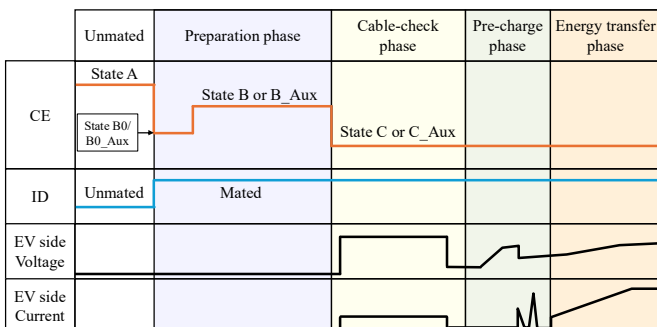 Unmated
Preparation phase
Cable-check
phase
Pre-charge
phase
Energy transfer
phase
CE
State A
State B0/
B0_Aux
State B or B_Aux
State C or C_Aux
ID
Unmated
Mated
EV side
Voltage
EV side
Current